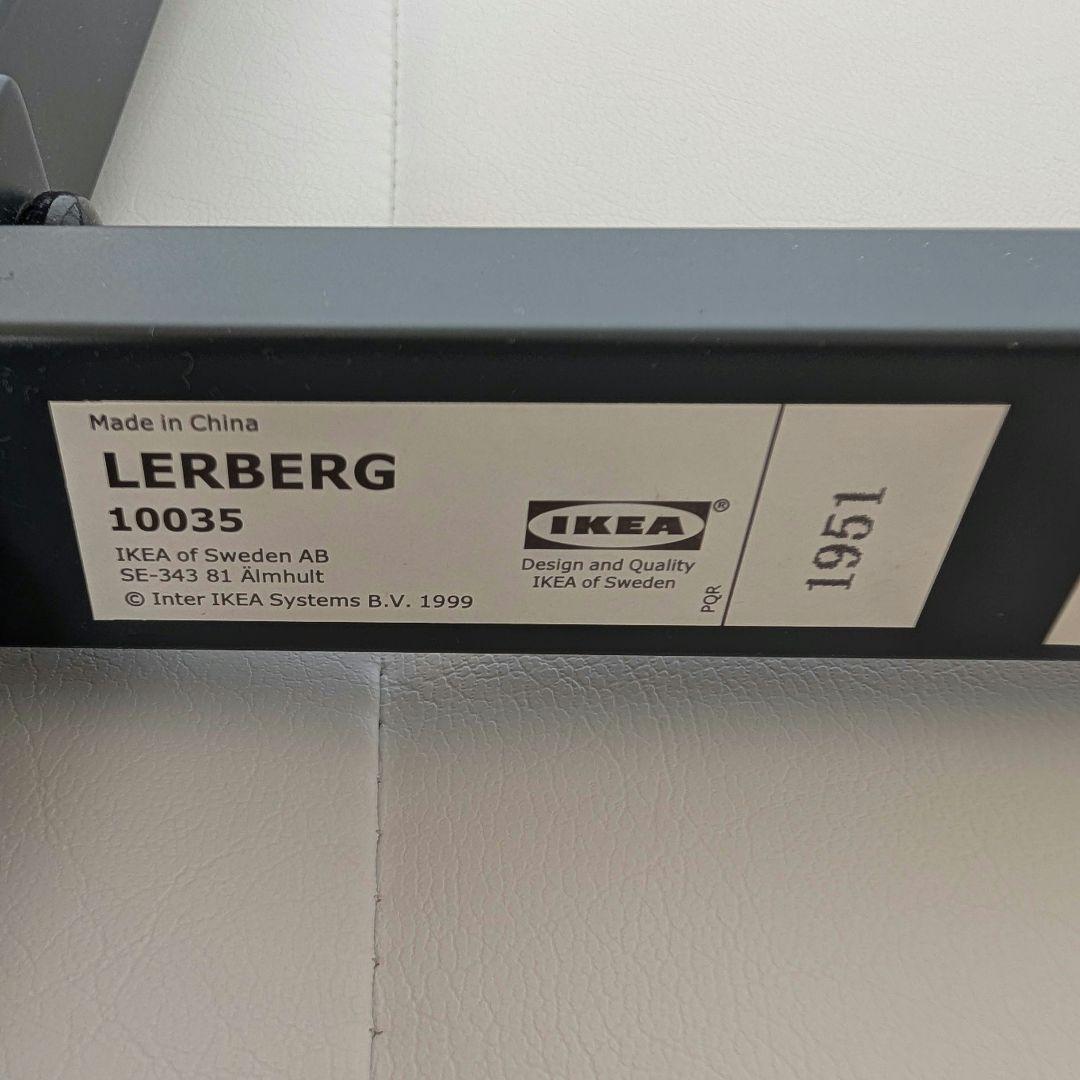 Made in China
LERBERG
10035
IKEA of Sweden AB
SE-343 81 Älmhult
© Inter IKEA Systems B.V. 1999
IKEA®
Design and Quality
IKEA of Sweden
PQR
1951